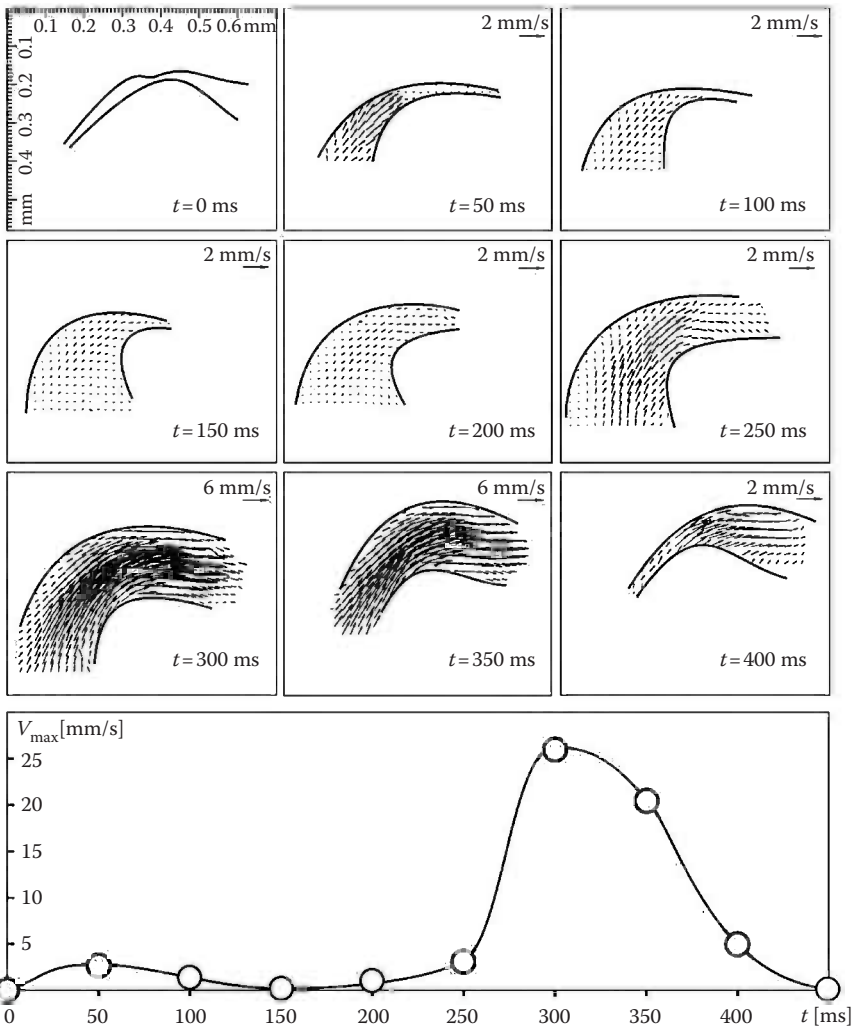 0.1 0.2 0.3 0.4 0.5 0.6 mm
0.1
0.2
0.3
0.4
mm
t=0 ms
2 mm/s
t=50 ms
2 mm/s
t=100 ms
2 mm/s
t=150 ms
2 mm/s
t=200 ms
2 mm/s
t=250 ms
6 mm/s
t=300 ms
6 mm/s
t=350 ms
2 mm/s
t=400 ms
Vmax[mm/s]
25
20
15
10
5
0 50 100 150 200 250 300 350 400 t [ms]